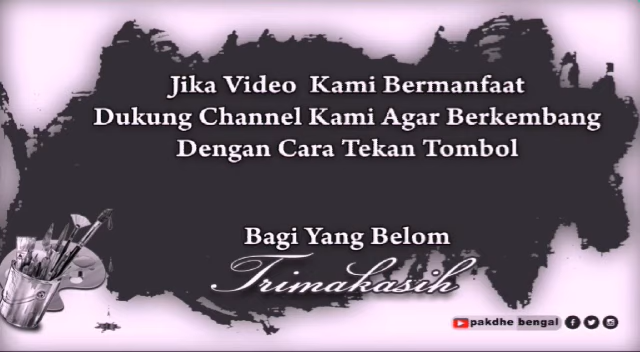 Jika Video Kami Bermanfaat
Dukung Channel Kami Agar Berkembang
Dengan Cara Tekan Tombol
Bagi Yang Belom
Trimakasih
pakdhe bengal